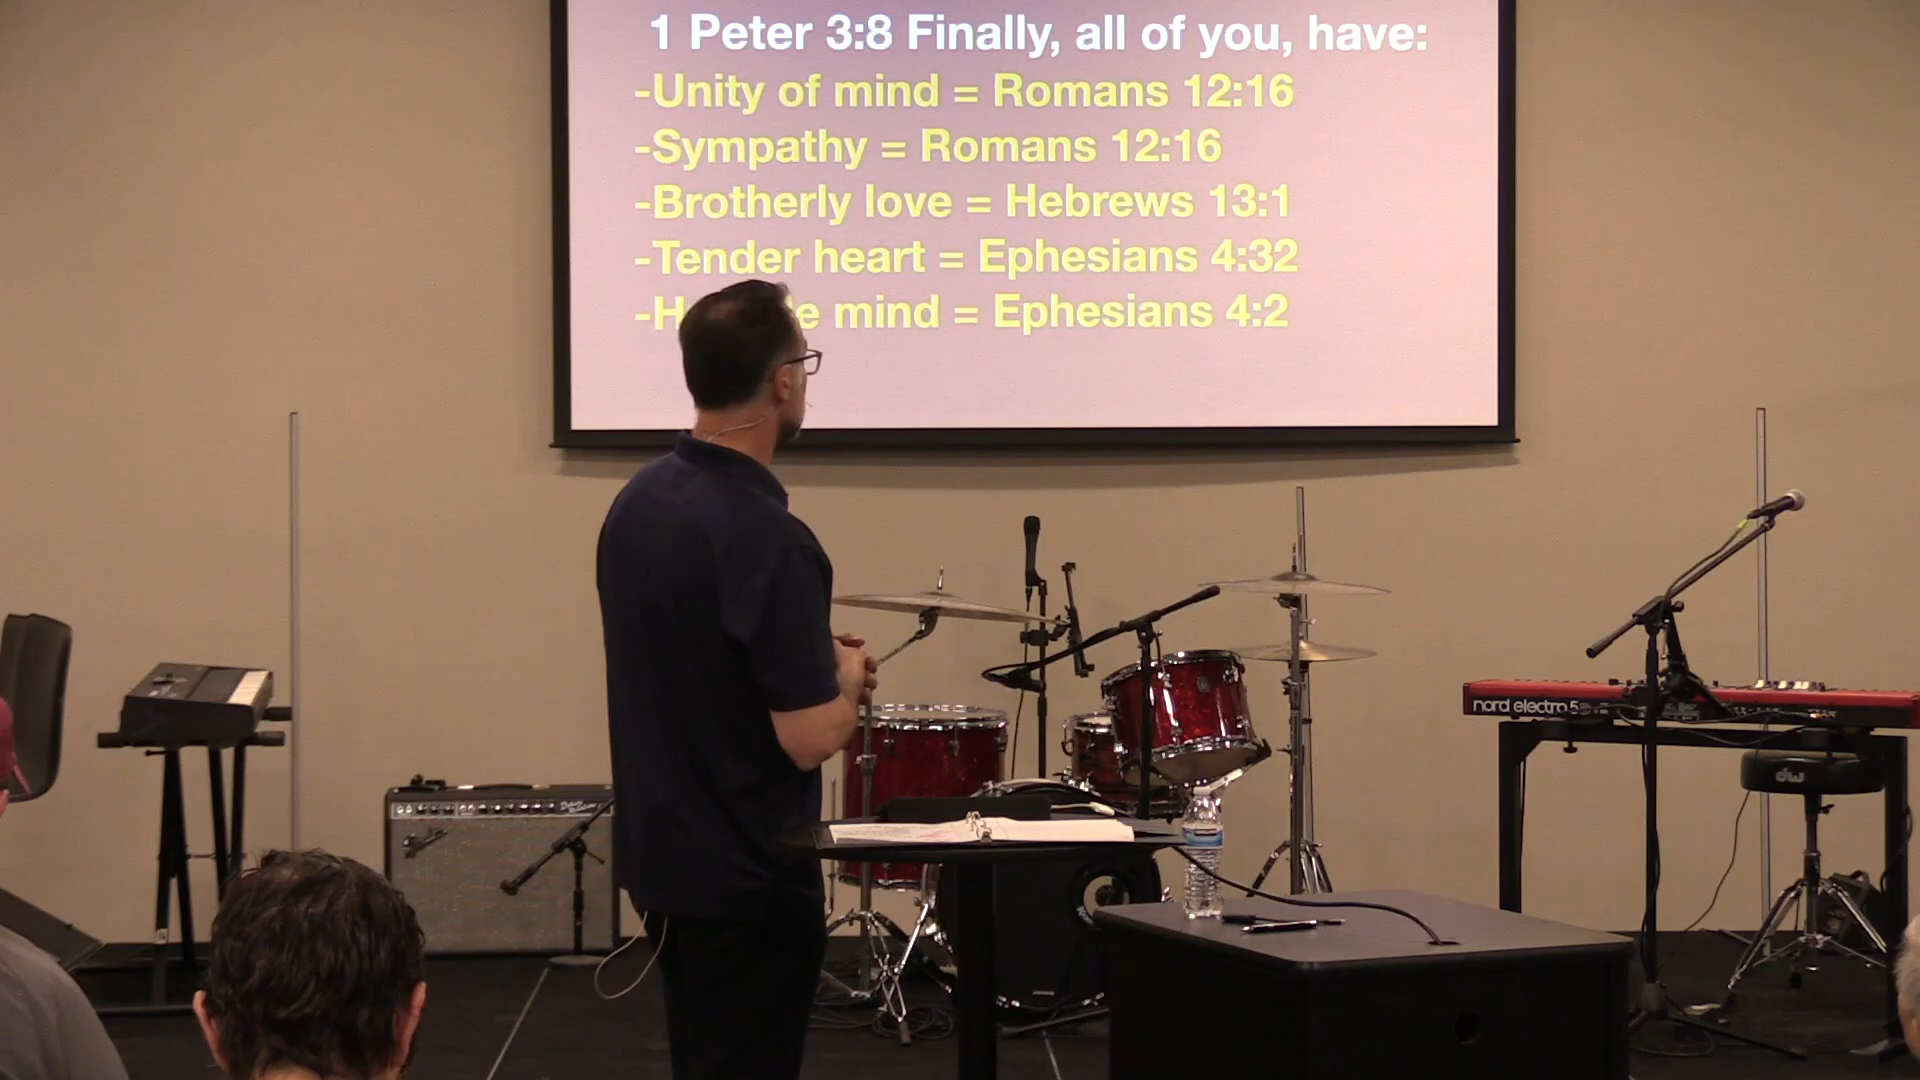 1 Peter 3:8 Finally, all of you, have:
-Unity of mind = Romans 12:16
-Sympathy = Romans 12:16
-Brotherly love = Hebrews 13:1
-Tender heart = Ephesians 4:32
-H e mind = Ephesians 4:2
nord electro 5
dw